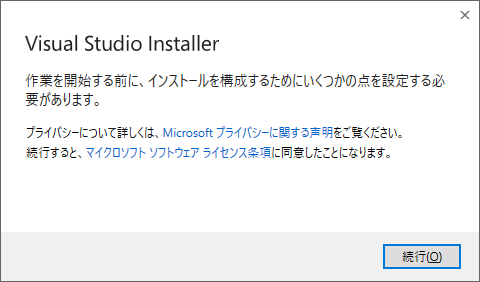 Visual Studio Installer
作業を開始する前に、インストールを構成するためにいくつかの点を設定する必
要があります。
プライバシーについて詳しくは、Microsoft プライバシーに関する声明をご覧ください。
続行すると、マイクロソフト ソフトウェア ライセンス条項に同意したことになります。
続行(O)